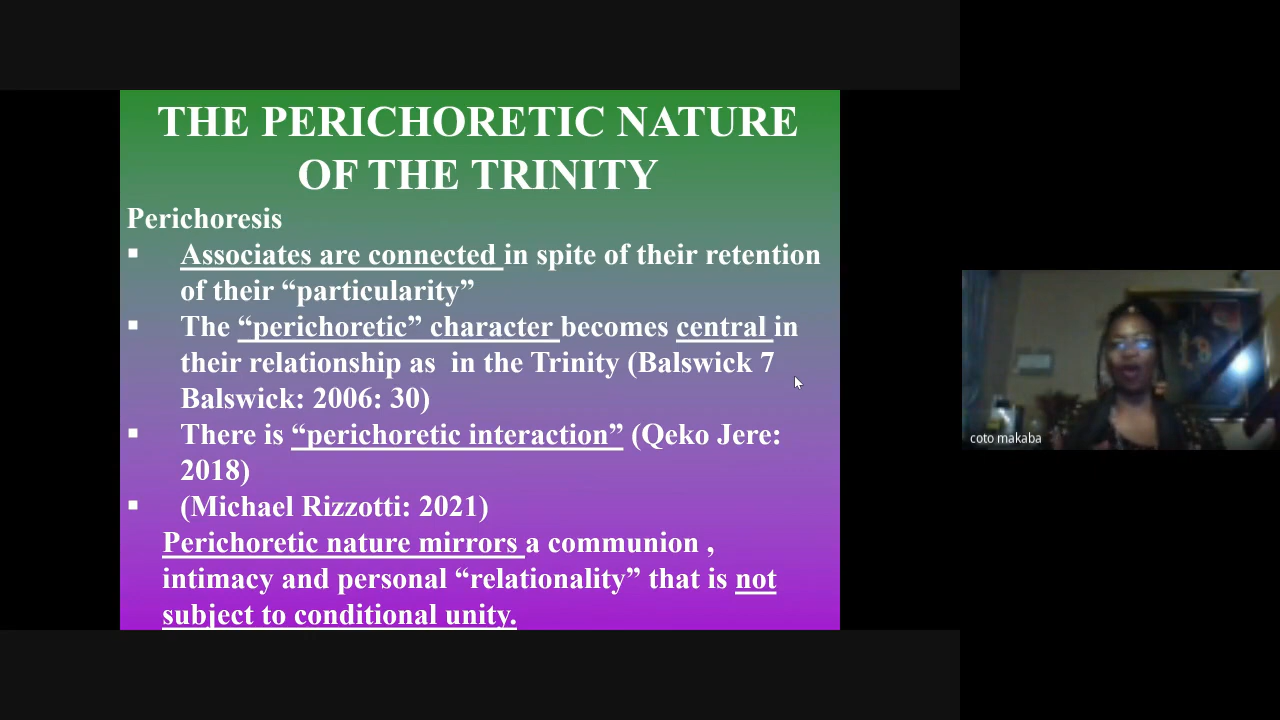 THE PERICHORETIC NATURE
OF THE TRINITY
Perichoresis
▪ Associates are connected in spite of their retention
of their “particularity”
▪ The “perichoretic” character becomes central in
their relationship as in the Trinity (Balswick 7
Balswick: 2006: 30)
▪ There is “perichoretic interaction” (Qeko Jere:
2018)
▪ (Michael Rizzotti: 2021)
Perichoretic nature mirrors a communion ,
intimacy and personal “relationality” that is not
subject to conditional unity.
coto makaba